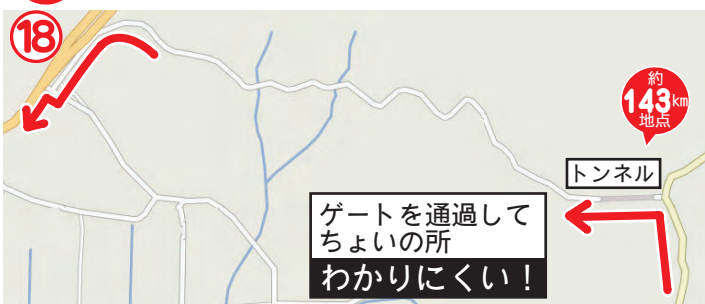 ⑱
約
143km
地点
トンネル
ゲートを通過して
ちょいの所
わかりにくい！